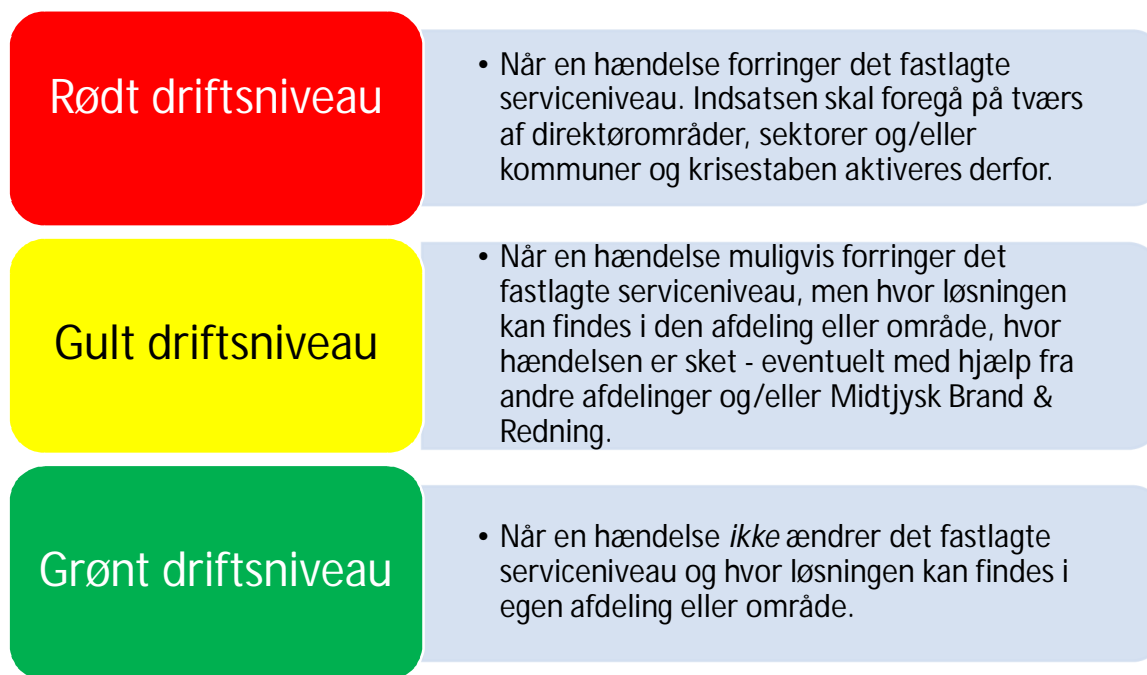 Rødt driftsniveau
• Når en hændelse forringer det fastlagte
serviceniveau. Indsatsen skal foregå på tværs
af direktørområder, sektorer og/eller
kommuner og krisestaben aktiveres derfor.
Gult driftsniveau
• Når en hændelse muligvis forringer det
fastlagte serviceniveau, men hvor løsningen
kan findes i den afdeling eller område, hvor
hændelsen er sket - eventuelt med hjælp fra
andre afdelinger og/eller Midtjysk Brand &
Redning.
Grønt driftsniveau
• Når en hændelse ikke ændrer det fastlagte
serviceniveau og hvor løsningen kan findes i
egen afdeling eller område.